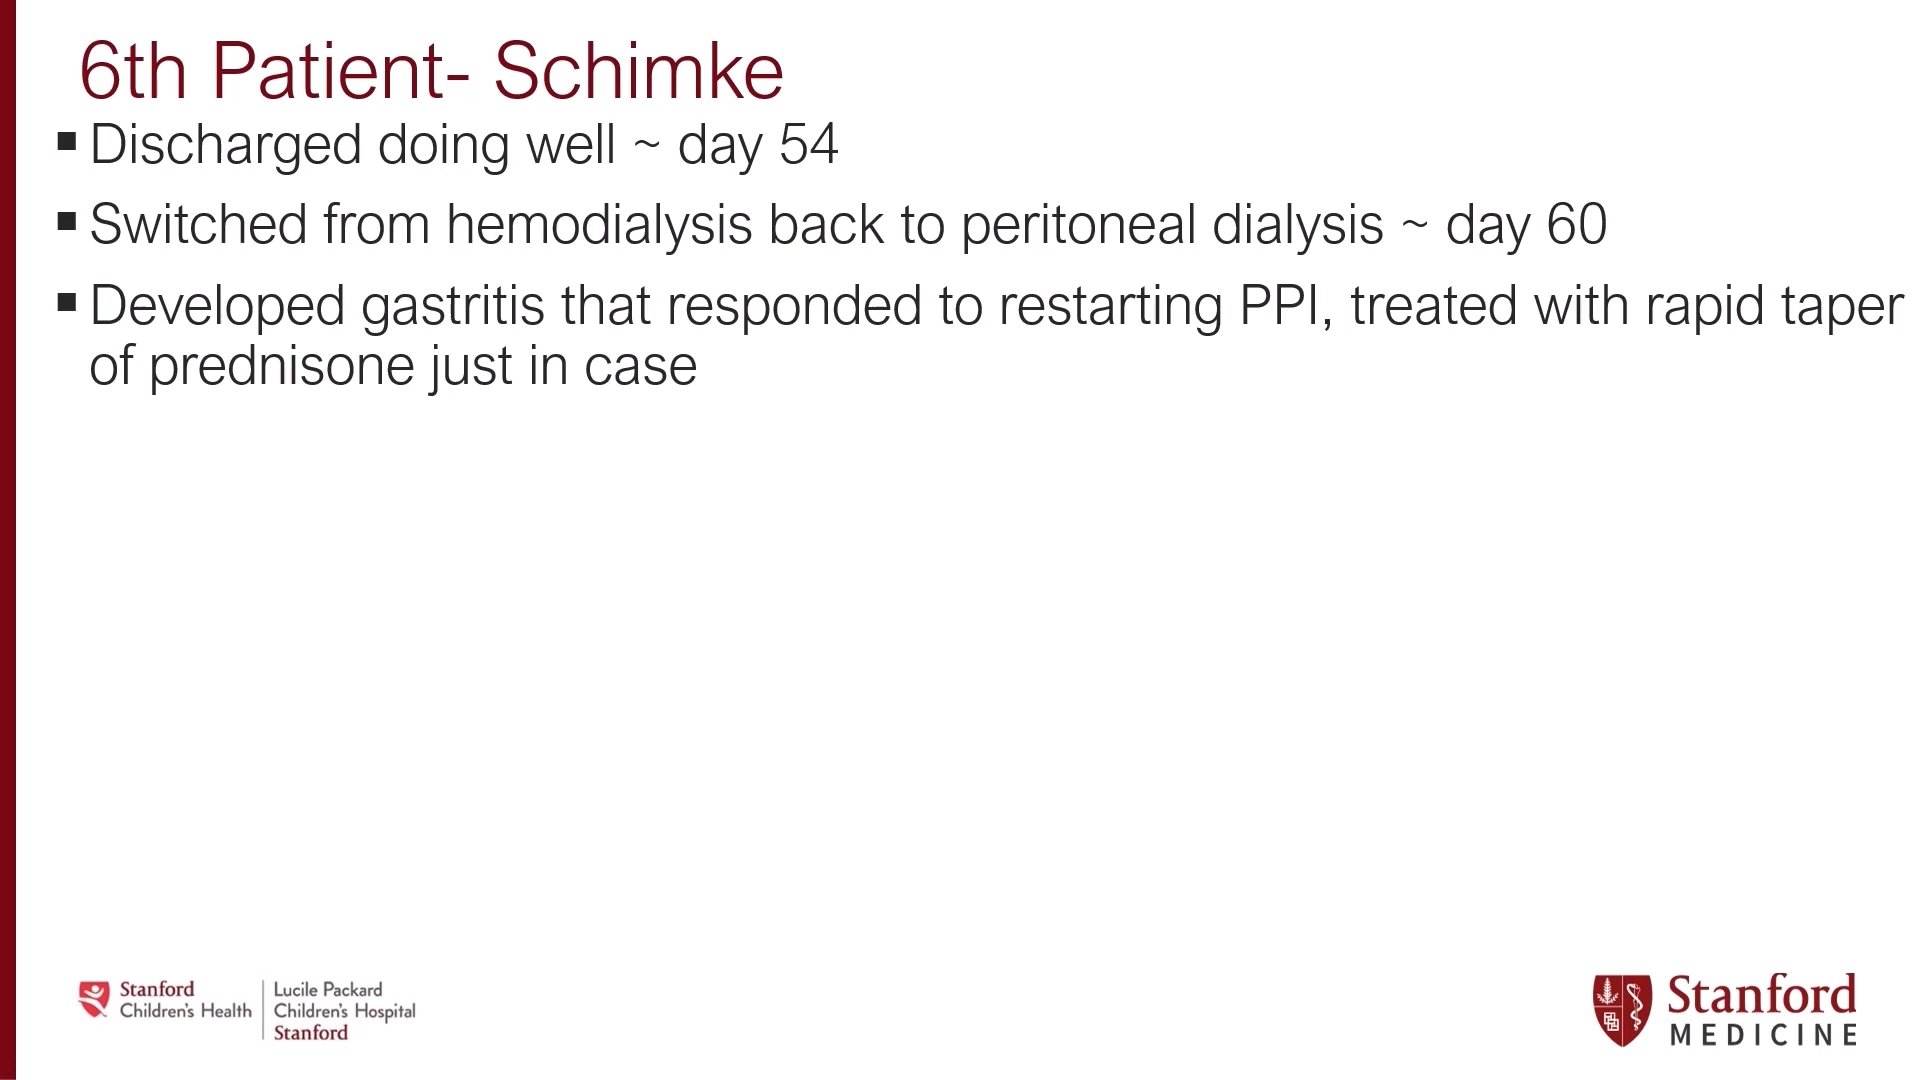 6th Patient- Schimke
▪ Discharged doing well ~ day 54
▪ Switched from hemodialysis back to peritoneal dialysis ~ day 60
▪ Developed gastritis that responded to restarting PPI, treated with rapid taper
of prednisone just in case
Stanford
Children's Health
Lucile Packard
Children's Hospital
Stanford
Stanford
MEDICINE